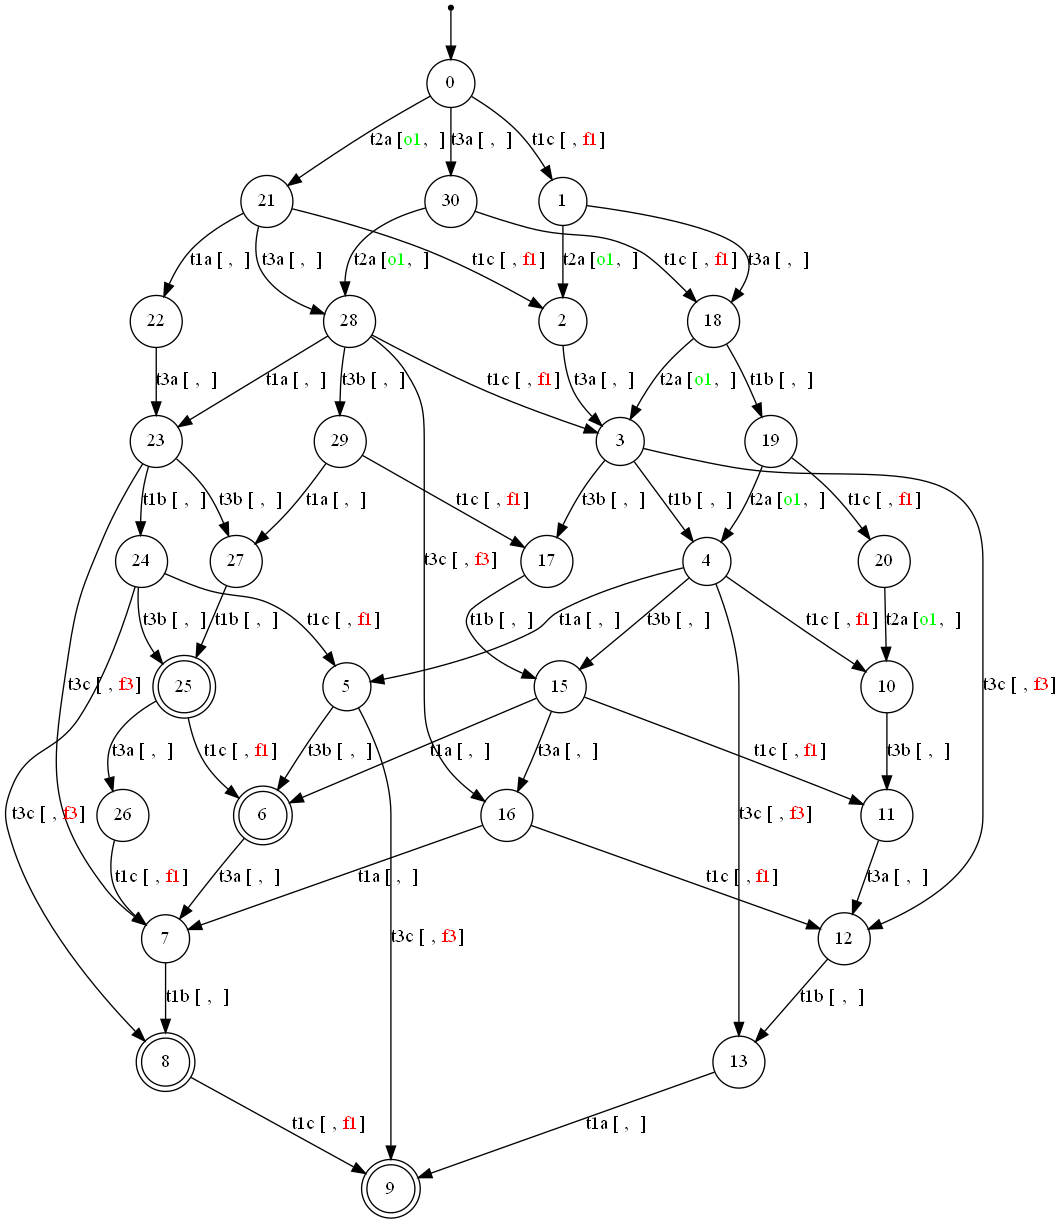 0
t2a [o1, ] t3a [ , ] t1c [ , f1]
21 30 1
t1a [ , ] t3a [ , ] t2a [o1, ] t1c [ , f1] t2a [o1, ] t1c [ , f1] t3a [ , ]
22 28 2 18
t3a [ , ] t1a [ , ] t3b [ , ] t1c [ , f1] t3a [ , ] t2a [o1, ] t1b [ , ]
23 29 3 19
t1b [ , ] t3b [ , ] t1a [ , ] t1c [ , f1] t3b [ , ] t1b [ , ] t2a [o1, ] t1c [ , f1]
24 27 t3c [ , f3] 17 4 20
t3b [ , ] t1b [ , ] t1c [ , f1] t1b [ , ] t1a [ , ] t3b [ , ] t1c [ , f1] t2a [o1, ]
t3c [ , f3] 25 5 15 10 t3c [ , f3]
t3a [ , ] t1c [ , f1] t3b [ , ] t1a [ , ] t3a [ , ] t1c [ , f1] t3b [ , ]
t3c [ , f3] 26 6 16 t3c [ , f3] 11
t1c [ , f1] t3a [ , ] t1a [ , ] t1c [ , f1] t3a [ , ]
7 t3c [ , f3] 12
t1b [ , ] t1b [ , ]
8 13
t1c [ , f1] t1a [ , ]
9